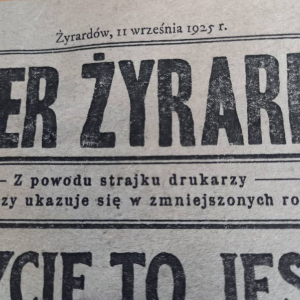 Żyrardów, 11 września 1925 r.
ER ŻYRARD
— Z powodu strajku drukarzy —
zy ukazuje się w zmniejszonych ro
YCIE TO JES